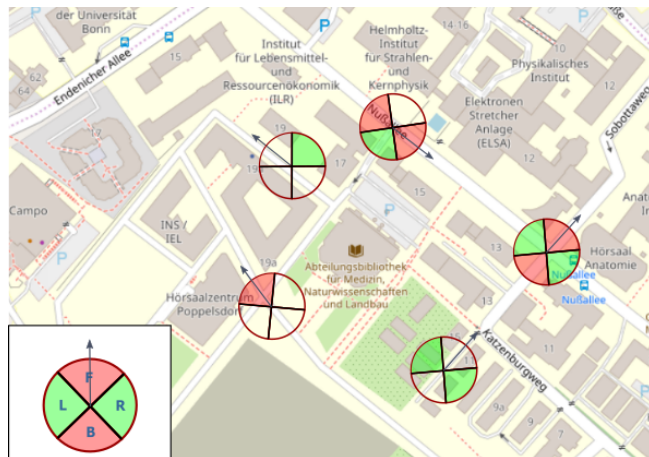 der Universität
Bonn
15
Endenicher Allee
62
64
17
Institut
für Lebensmittel-
und
Ressourcenökonomik
(ILR)
P
Helmholtz-
Institut
für Strahlen-
und
Kernphysik
14-16
10
Physikalisches
Institut
12
Elektronen
Stretcher
Anlage
(ELSA)
Sobottaweg
12
Nußallee
19
19
17
15
P
Campo
P
INS /
IEL
19a
Hörsaalzentrum
Poppelsdorf
Abteilungsbibliothek
für Medizin,
Naturwissenschaften
und Landbau
13
13
Hörsaal
Anatomie
Nußallee
Nußallee
11
Katzenburgweg
9a
9
7
F
L
R
B